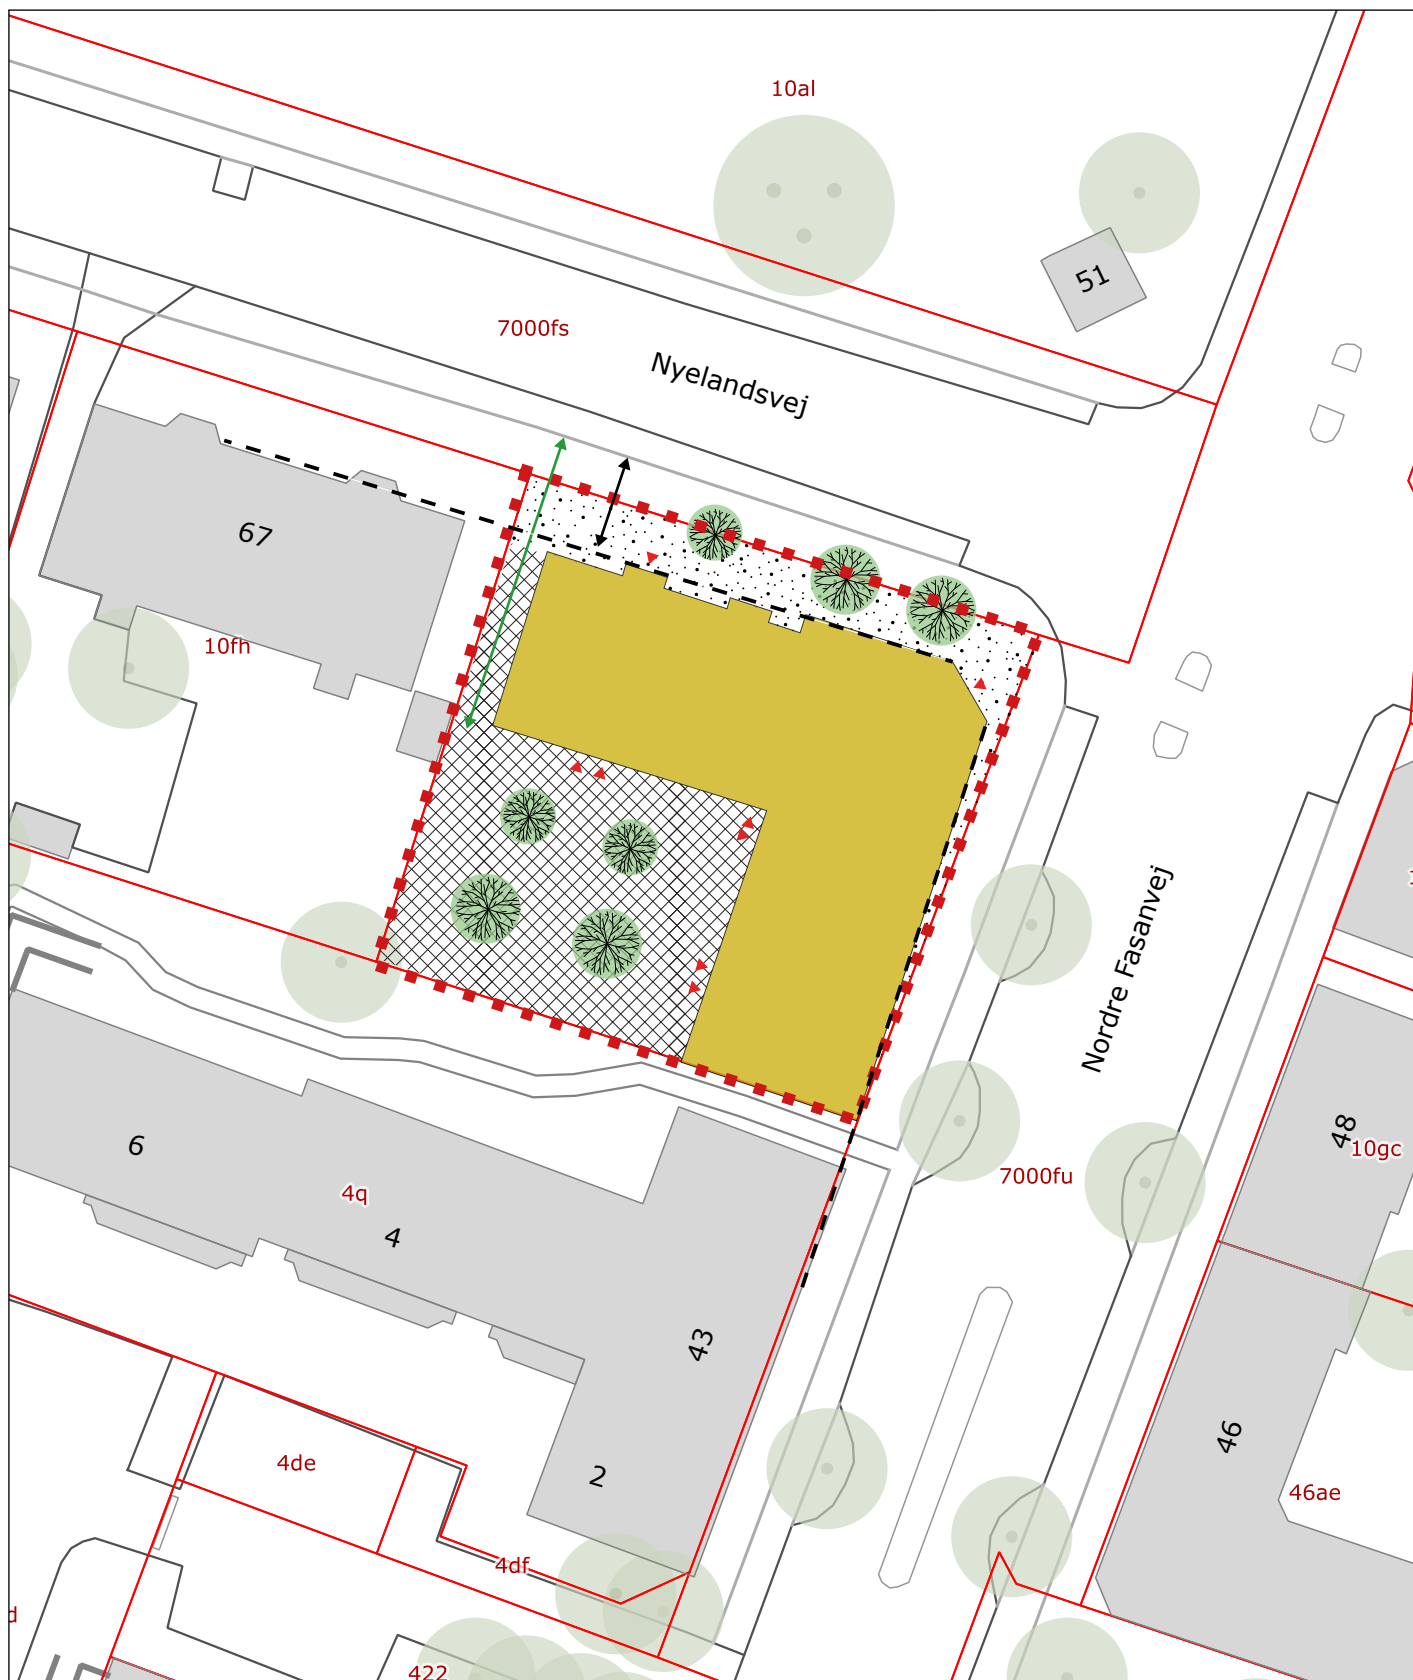 10al
51
7000fs
Nyelandsvej
67
10fh
Nordre Fasanvej
48
10gc
6
7000fu
4q
4
43
46
4de
2
46ae
4df
d
422